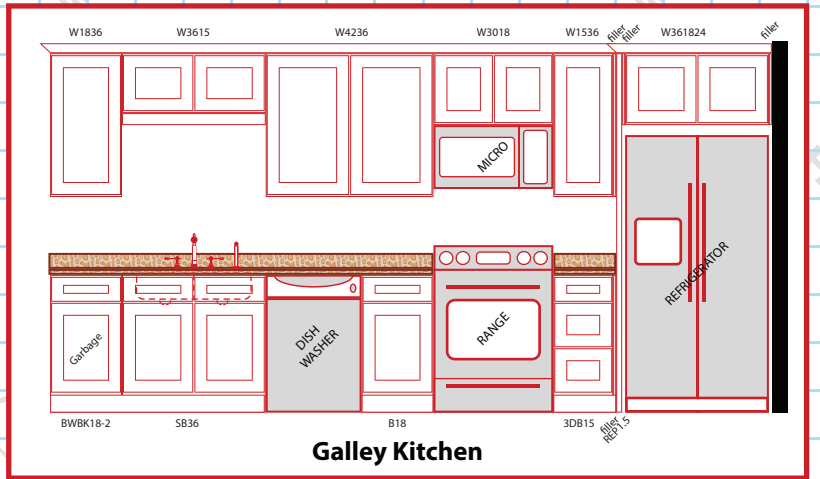 W1836 W3615 W4236 W3018 W1536 filler filler W361824 filler
MICRO
REFRIGERATOR
Garbage
DISH
WASHER
RANGE
BWBK18-2 SB36 B18 3DB15 filler
REP1.5
Galley Kitchen